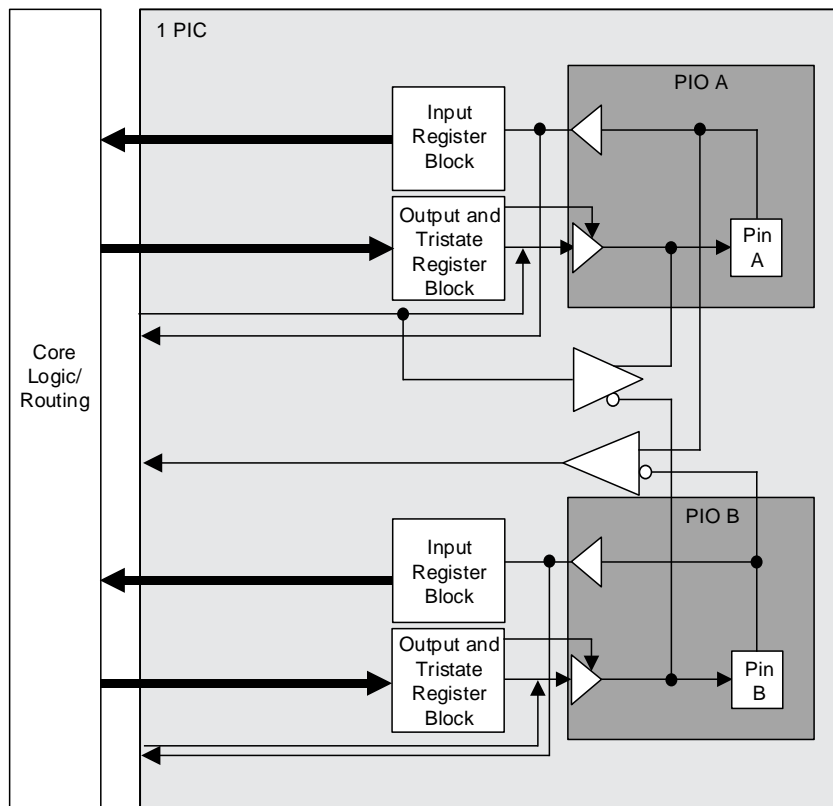 1 PIC
PIO A
Input
Register
Block
Output and
Tristate
Register
Block
Pin
A
Core
Logic/
Routing
PIO B
Input
Register
Block
Output and
Tristate
Register
Block
Pin
B